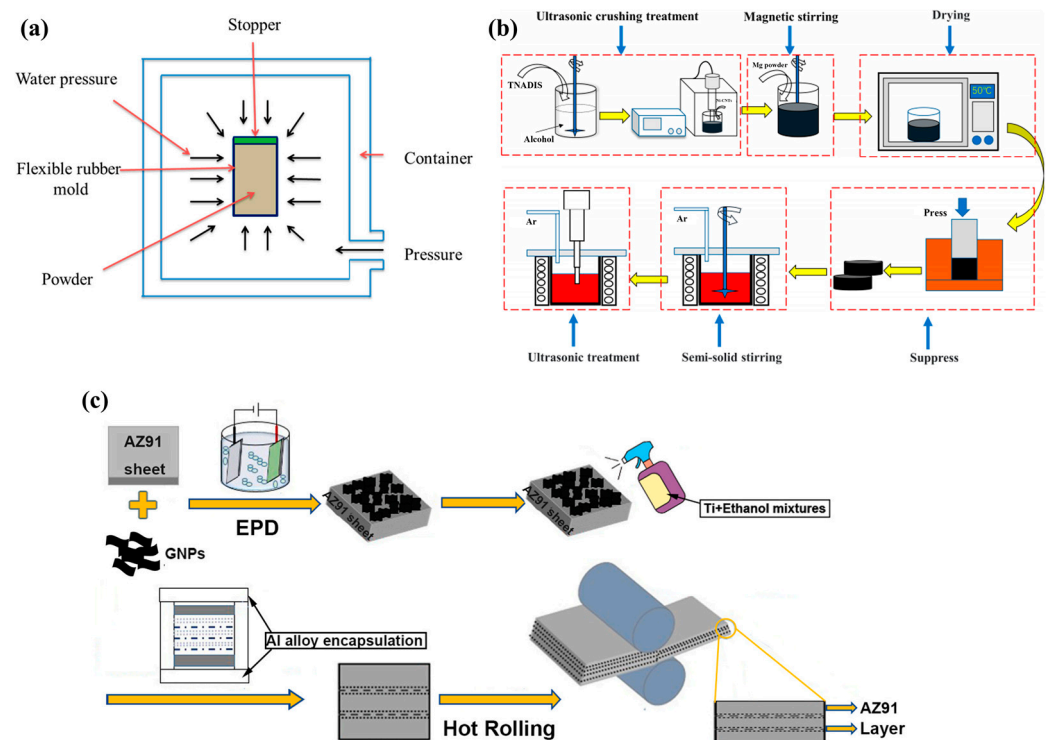 (a)
Stopper
Water pressure
Flexible rubber
mold
Container
Powder
Pressure
(b)
Ultrasonic crushing treatment
Magnetic stirring
Drying
TNADIS
Alcohol
Mg powder
50℃
Press
Ar
Ar
Ultrasonic treatment
Semi-solid stirring
Suppress
(c)
AZ91
sheet
GNPs
EPD
AZ91 sheet
AZ91 sheet
Ti+Ethanol mixtures
Al alloy encapsulation
Hot Rolling
AZ91
Layer